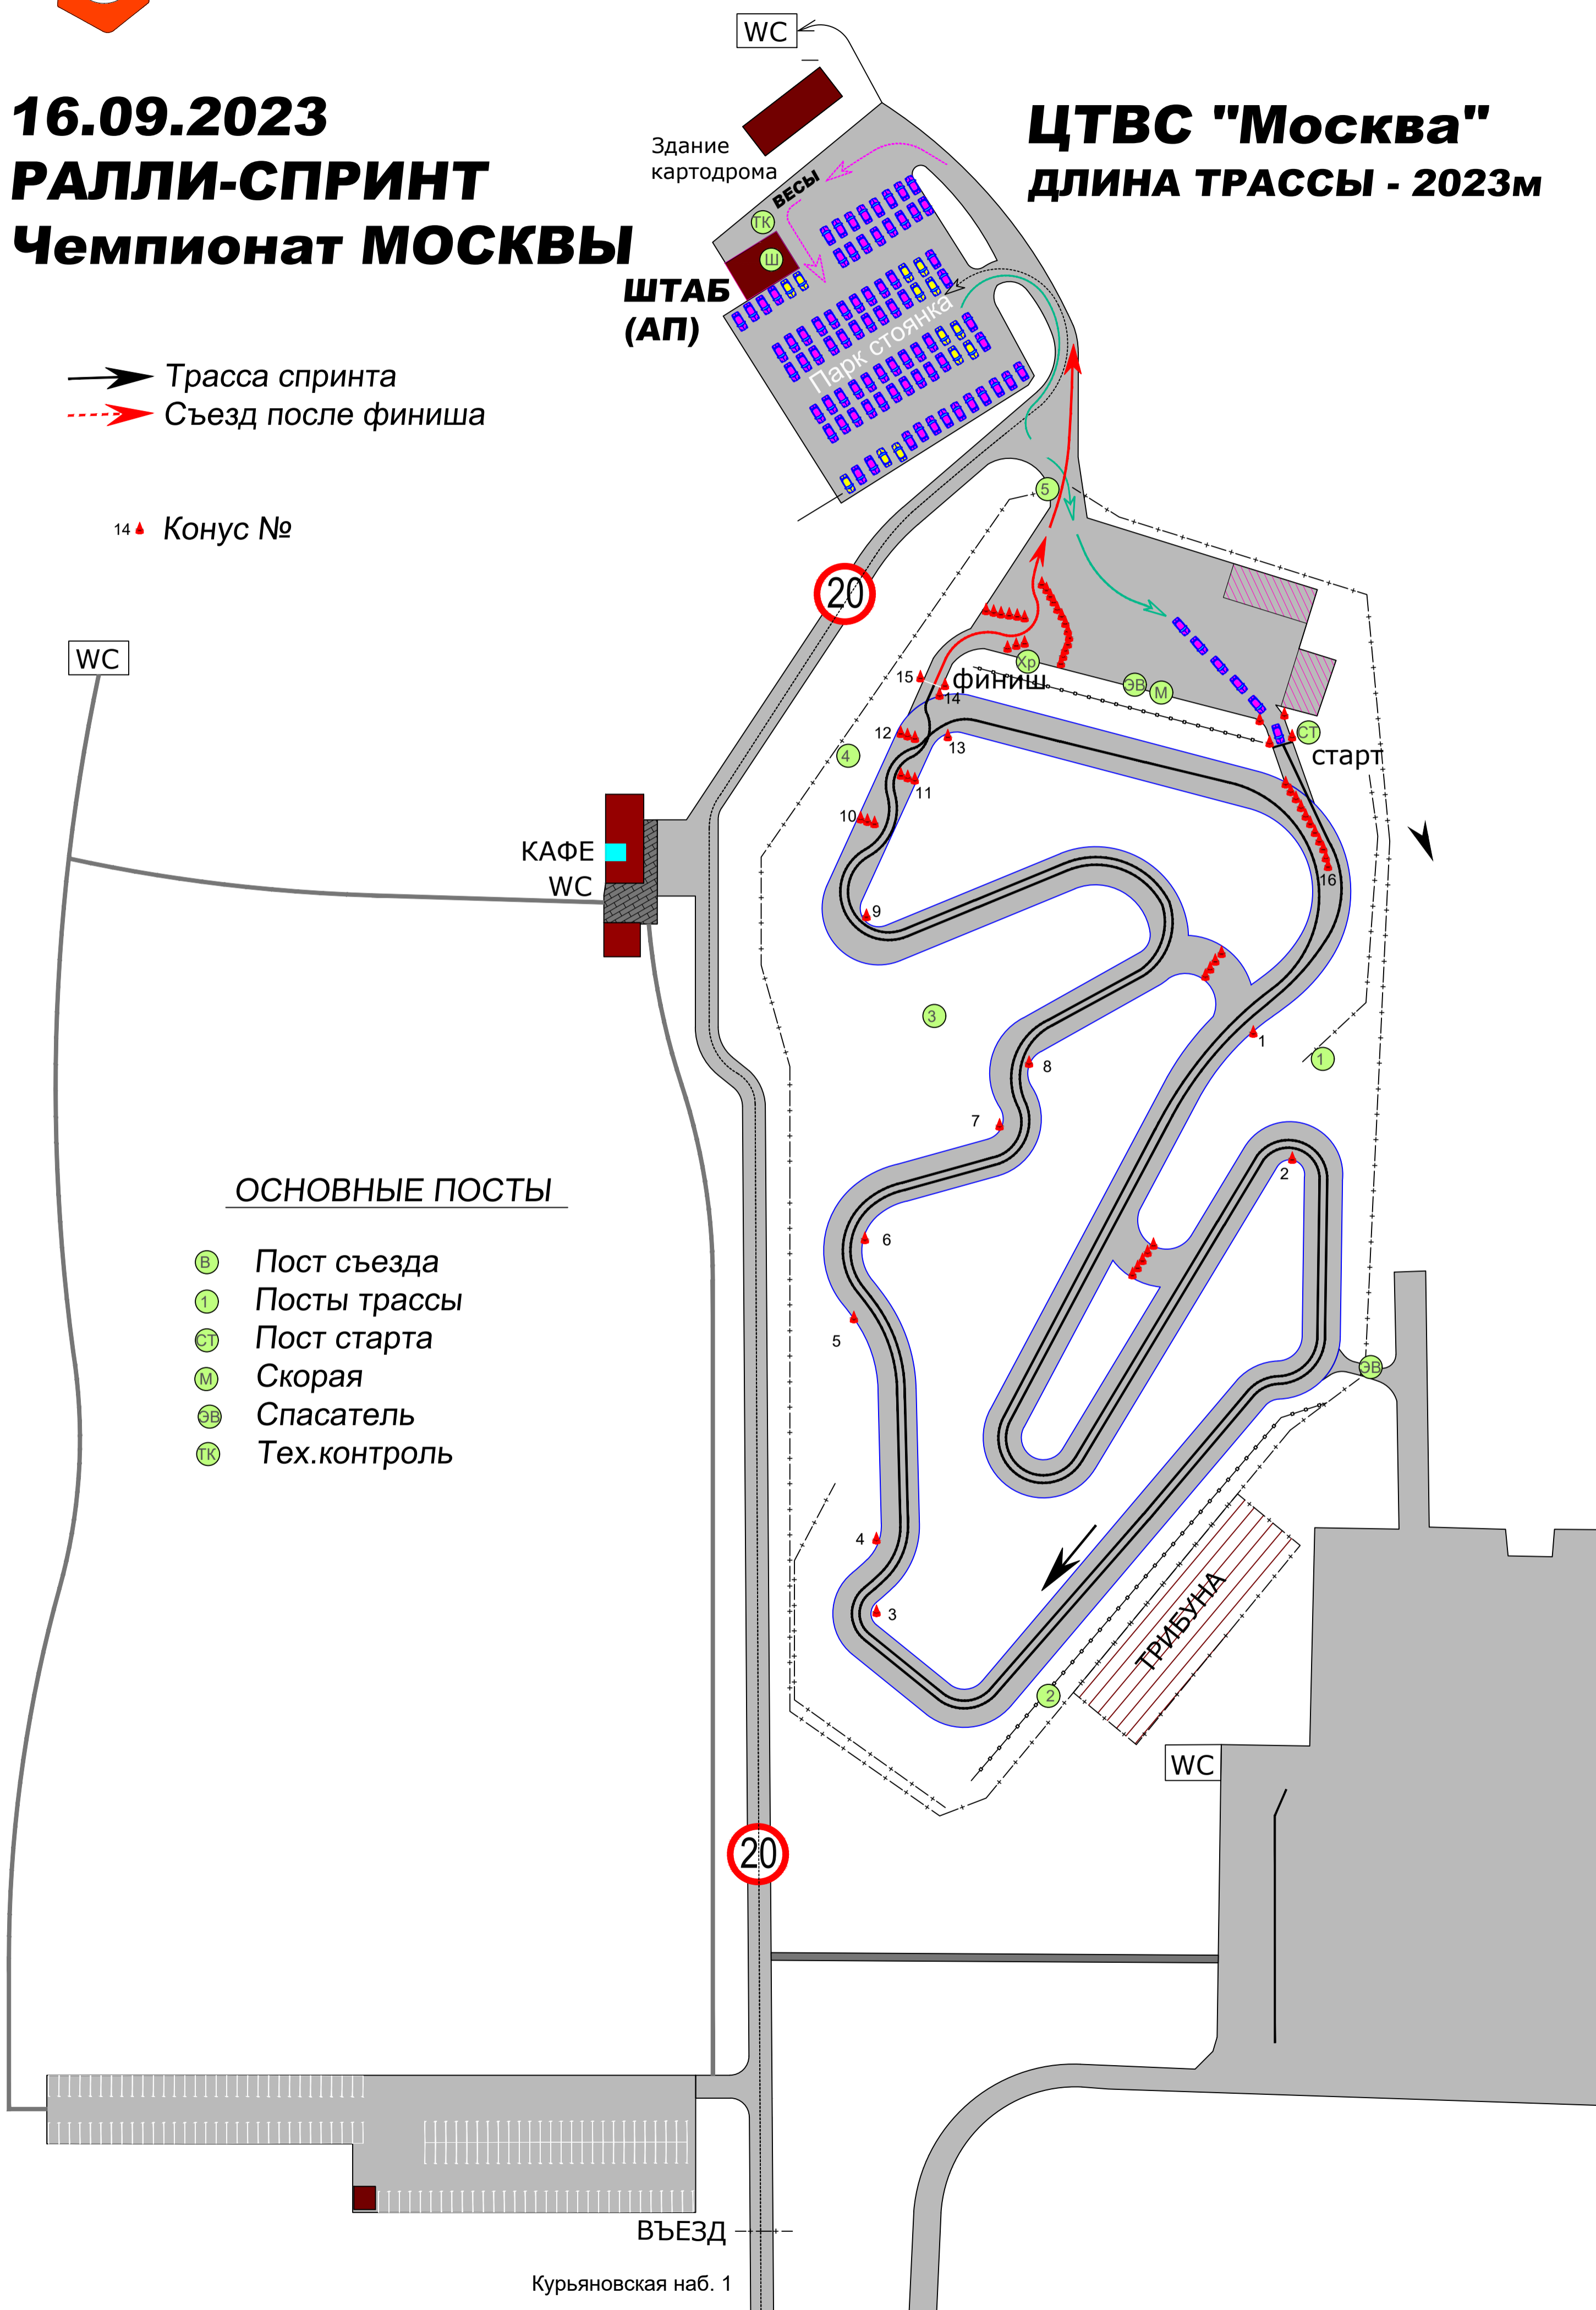 WC
16.09.2023
РАЛЛИ-СПРИНТ
Чемпионат МОСКВЫ
ЦТВС "Москва"
ДЛИНА ТРАССЫ - 2023м
Здание
картодрома
ВЕСЫ
ТК
Ш
ШТАБ
(АП)
Парк стоянка
Трасса спринта
Съезд после финиша
14 Конус №
5
20
WC
15
финиш
14
Хр
ЭВ
М
СТ
старт
12
13
4
11
10
16
КАФЕ
WC
9
3
1
1
8
7
2
6
5
ОСНОВНЫЕ ПОСТЫ
В Пост съезда
1 Посты трассы
СТ Пост старта
М Скорая
ЭВ Спасатель
ТК Тех.контроль
ЭВ
4
3
ТРИБУНА
2
WC
20
ВЪЕЗД
Курьяновская наб. 1